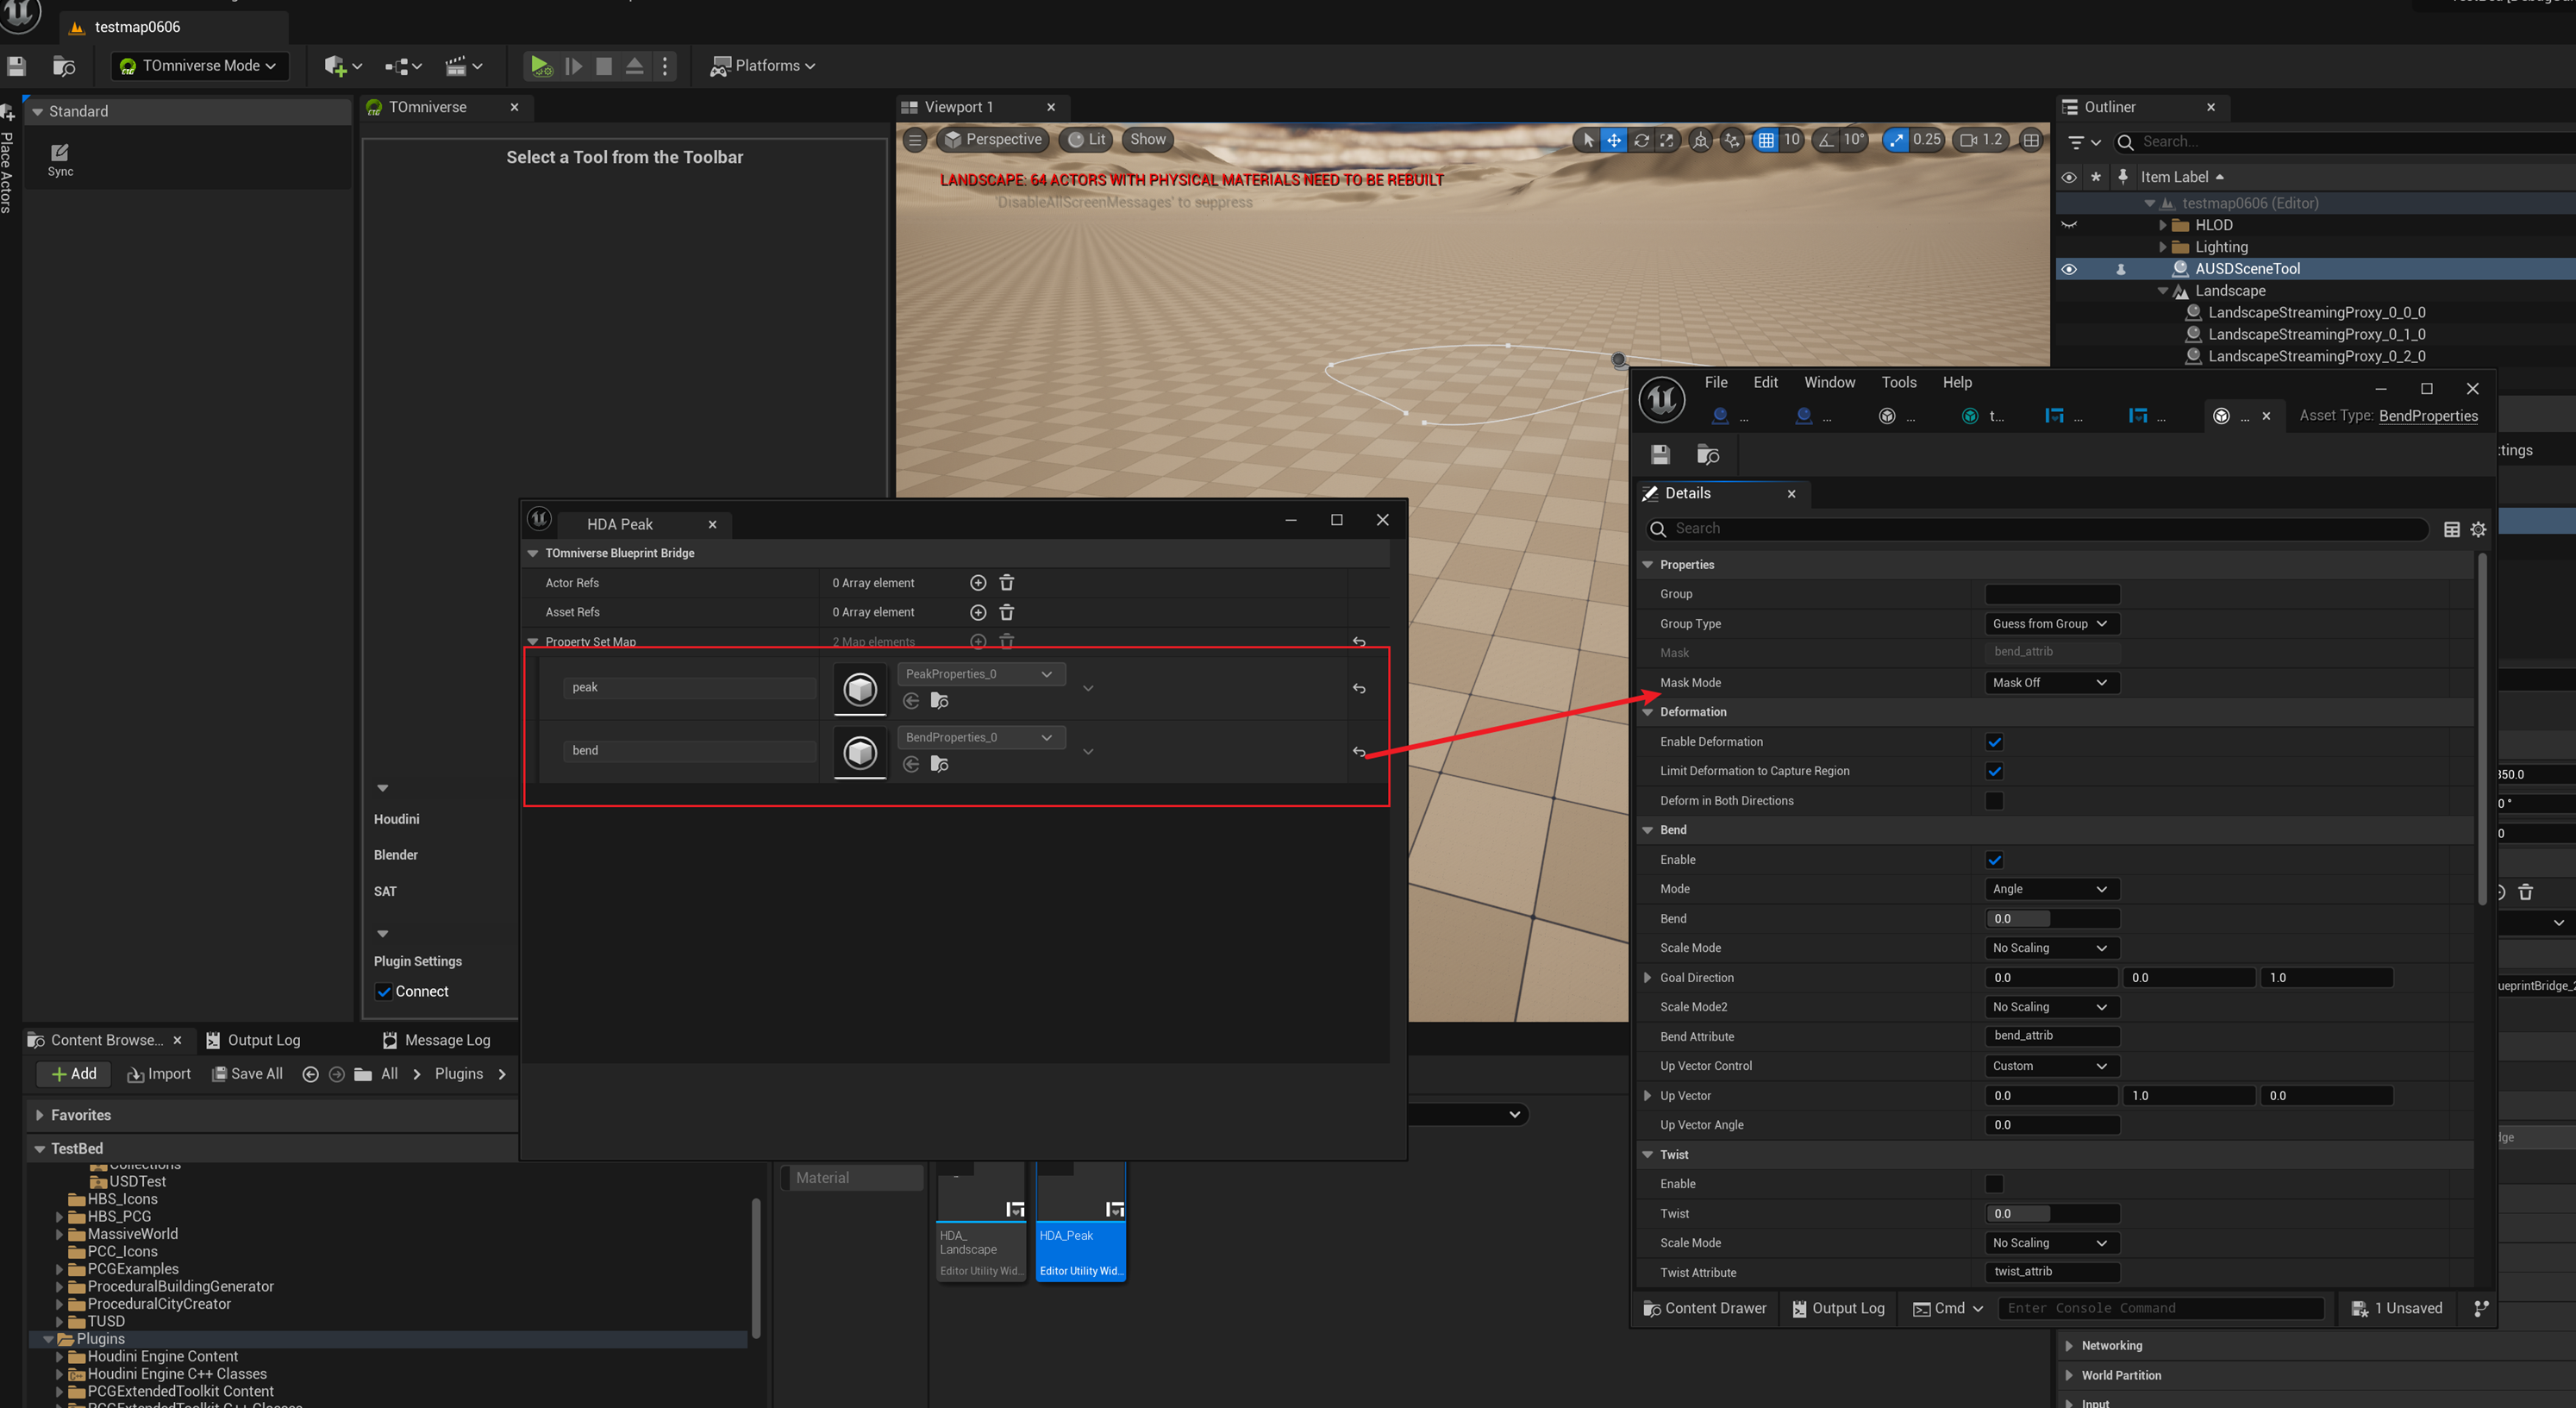 testmap0606
TOmniverse Mode
Platforms
Place Actors
Standard
Sync
TOmniverse
Select a Tool from the Toolbar
Houdini
Blender
SAT
Plugin Settings
Connect
Viewport 1
Perspective
Lit
Show
10
10°
0.25
1.2
LANDSCAPE: 64 ACTORS WITH PHYSICAL MATERIALS NEED TO BE REBUILT
'DisableAllScreenMessages' to suppress
Outliner
Search...
Item Label
testmap0606 (Editor)
HLOD
Lighting
AUSDSceneTool
Landscape
LandscapeStreamingProxy_0_0_0
LandscapeStreamingProxy_0_1_0
LandscapeStreamingProxy_0_2_0
HDA Peak
TOmniverse Blueprint Bridge
Actor Refs 0 Array element
Asset Refs 0 Array element
Property Set Map 2 Map elements
peak PeakProperties_0
bend BendProperties_0
File Edit Window Tools Help
... ... ... t... ... ... ...
Asset Type: BendProperties
Details
Search
Properties
Group
Group Type Guess from Group
Mask bend_attrib
Mask Mode Mask Off
Deformation
Enable Deformation
Limit Deformation to Capture Region
Deform in Both Directions
Bend
Enable
Mode Angle
Bend 0.0
Scale Mode No Scaling
Goal Direction 0.0 0.0 1.0
Scale Mode2 No Scaling
Bend Attribute bend_attrib
Up Vector Control Custom
Up Vector 0.0 1.0 0.0
Up Vector Angle 0.0
Twist
Enable
Twist 0.0
Scale Mode No Scaling
Twist Attribute twist_attrib
Content Drawer
Output Log
Cmd
Enter Console Command
1 Unsaved
Networking
World Partition
Input
Content Browse...
Output Log
Message Log
Add
Import
Save All
All
Plugins
Favorites
TestBed
Collections
USDTest
HBS_Icons
HBS_PCG
MassiveWorld
PCC_Icons
PCGExamples
ProceduralBuildingGenerator
ProceduralCityCreator
TUSD
Plugins
Houdini Engine Content
Houdini Engine C++ Classes
PCGExtendedToolkit Content
PCGExtendedToolkit C++ Classes
Material
HDA_
Landscape
Editor Utility Wid...
HDA_Peak
Editor Utility Wid...